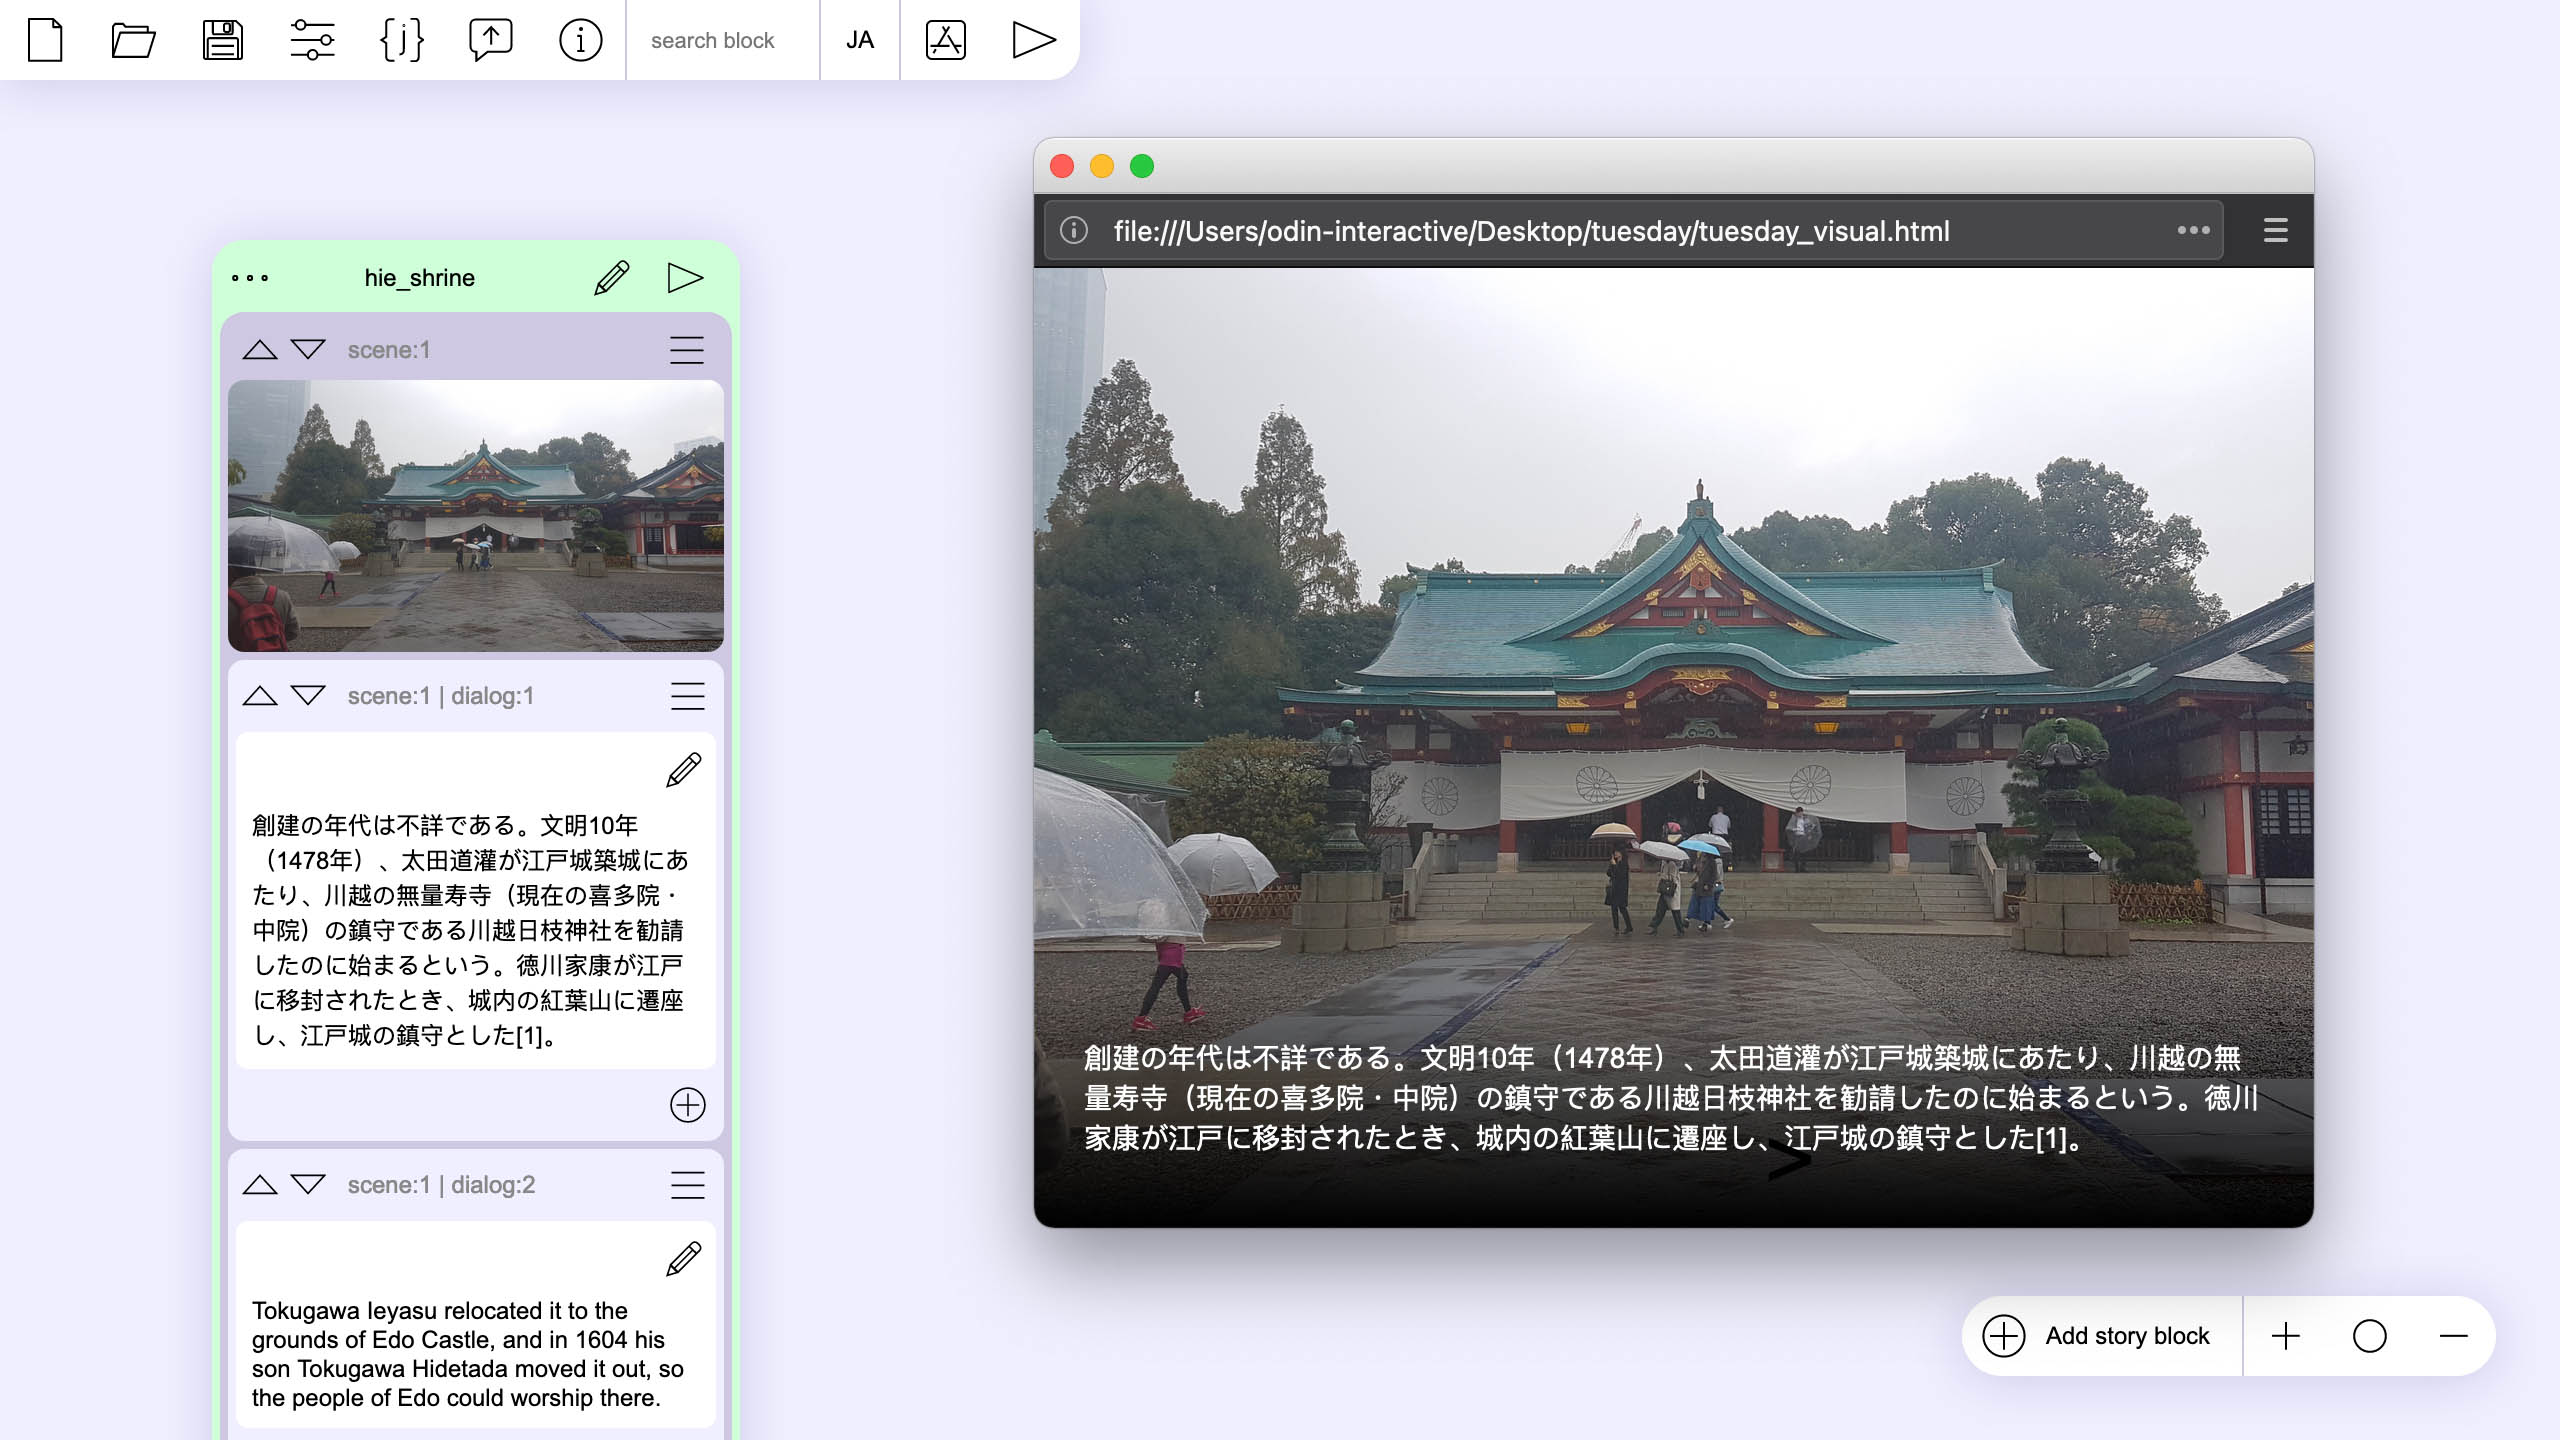 {j}
search block
JA
hie_shrine
scene:1
scene:1 | dialog:1
創建の年代は不詳である。文明10年
（1478年）、太田道灌が江戸城築城にあ
たり、川越の無量寿寺（現在の喜多院・
中院）の鎮守である川越日枝神社を勧請
したのに始まるという。徳川家康が江戸
に移封されたとき、城内の紅葉山に遷座
し、江戸城の鎮守とした[1]。
scene:1 | dialog:2
Tokugawa Ieyasu relocated it to the
grounds of Edo Castle, and in 1604 his
son Tokugawa Hidetada moved it out, so
the people of Edo could worship there.
file:///Users/odin-interactive/Desktop/tuesday/tuesday_visual.html
創建の年代は不詳である。文明10年（1478年）、太田道灌が江戸城築城にあたり、川越の無
量寿寺（現在の喜多院・中院）の鎮守である川越日枝神社を勧請したのに始まるという。徳川
家康が江戸に移封されたとき、城内の紅葉山に遷座し、江戸城の鎮守とした[1]。
>
Add story block